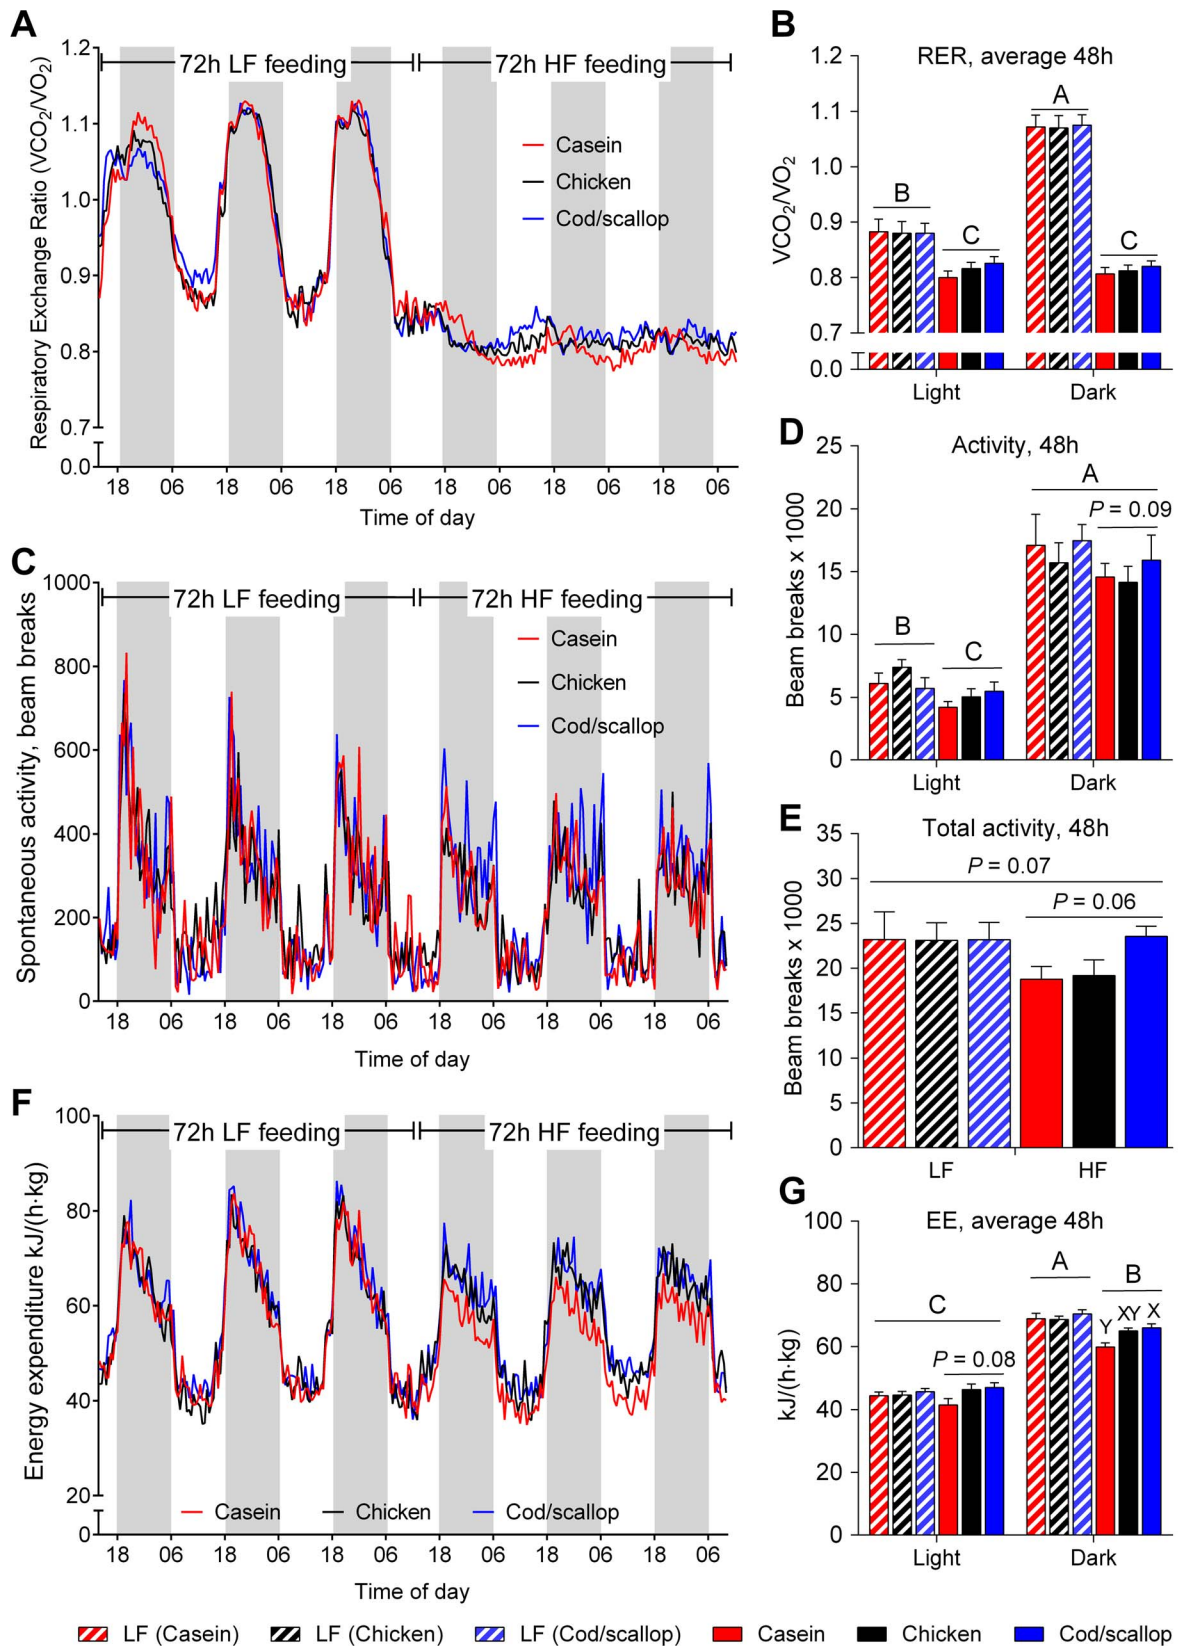 A
72h LF feeding
72h HF feeding
Respiratory Exchange Ratio (VCO₂/VO₂)
1.2
1.1
1.0
0.9
0.8
0.7
0.0
Casein
Chicken
Cod/scallop
18 06 18 06 18 06 18 06 18 06 18 06
Time of day
B
RER, average 48h
VCO₂/VO₂
1.2
1.1
1.0
0.9
0.8
0.7
0.0
B
C
A
C
Light Dark
C
72h LF feeding
72h HF feeding
Spontaneous activity, beam breaks
1000
800
600
400
200
0
Casein
Chicken
Cod/scallop
18 06 18 06 18 06 18 06 18 06 18 06
Time of day
D
Activity, 48h
Beam breaks x 1000
25
20
15
10
5
0
B
C
A
P = 0.09
Light Dark
E
Total activity, 48h
Beam breaks x 1000
35
30
25
20
15
10
5
0
P = 0.07
P = 0.06
LF HF
F
72h LF feeding
72h HF feeding
Energy expenditure kJ/(h·kg)
100
80
60
40
20
0
Casein Chicken Cod/scallop
18 06 18 06 18 06 18 06 18 06 18 06
Time of day
G
EE, average 48h
kJ/(h·kg)
100
80
60
40
20
0
C
P = 0.08
A
B
Y XY X
Light Dark
LF (Casein) LF (Chicken) LF (Cod/scallop) Casein Chicken Cod/scallop